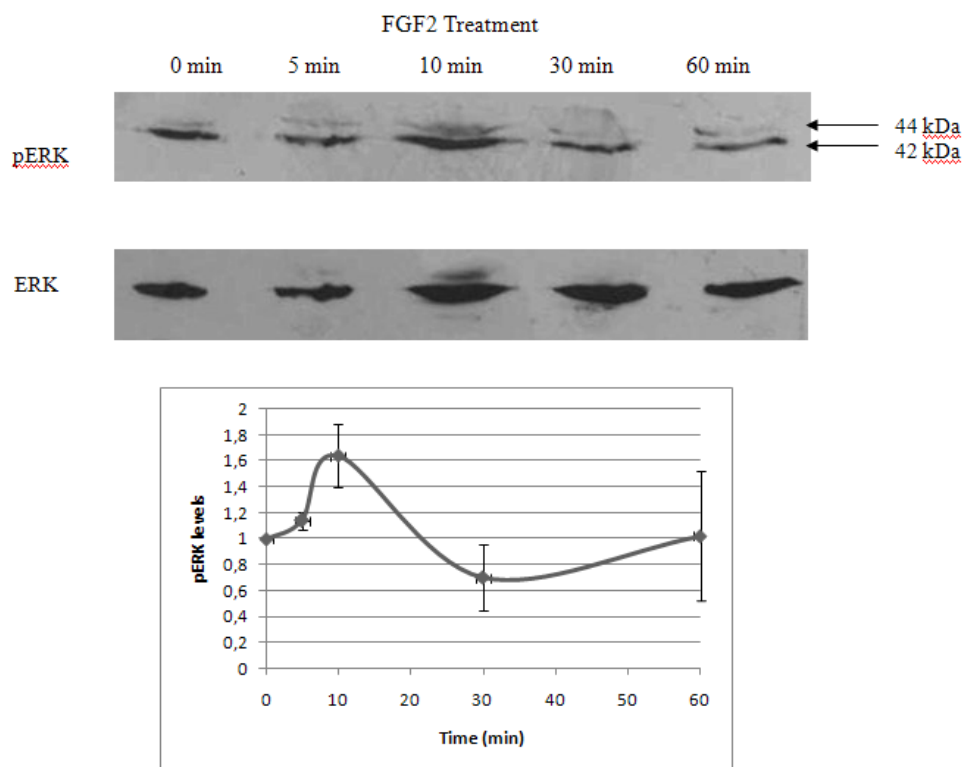 FGF2 Treatment
0 min 5 min 10 min 30 min 60 min
44 kDa
42 kDa
pERK
ERK
2
1,8
1,6
1,4
1,2
1
0,8
0,6
0,4
0,2
0
pERK levels
0 10 20 30 40 50 60
Time (min)